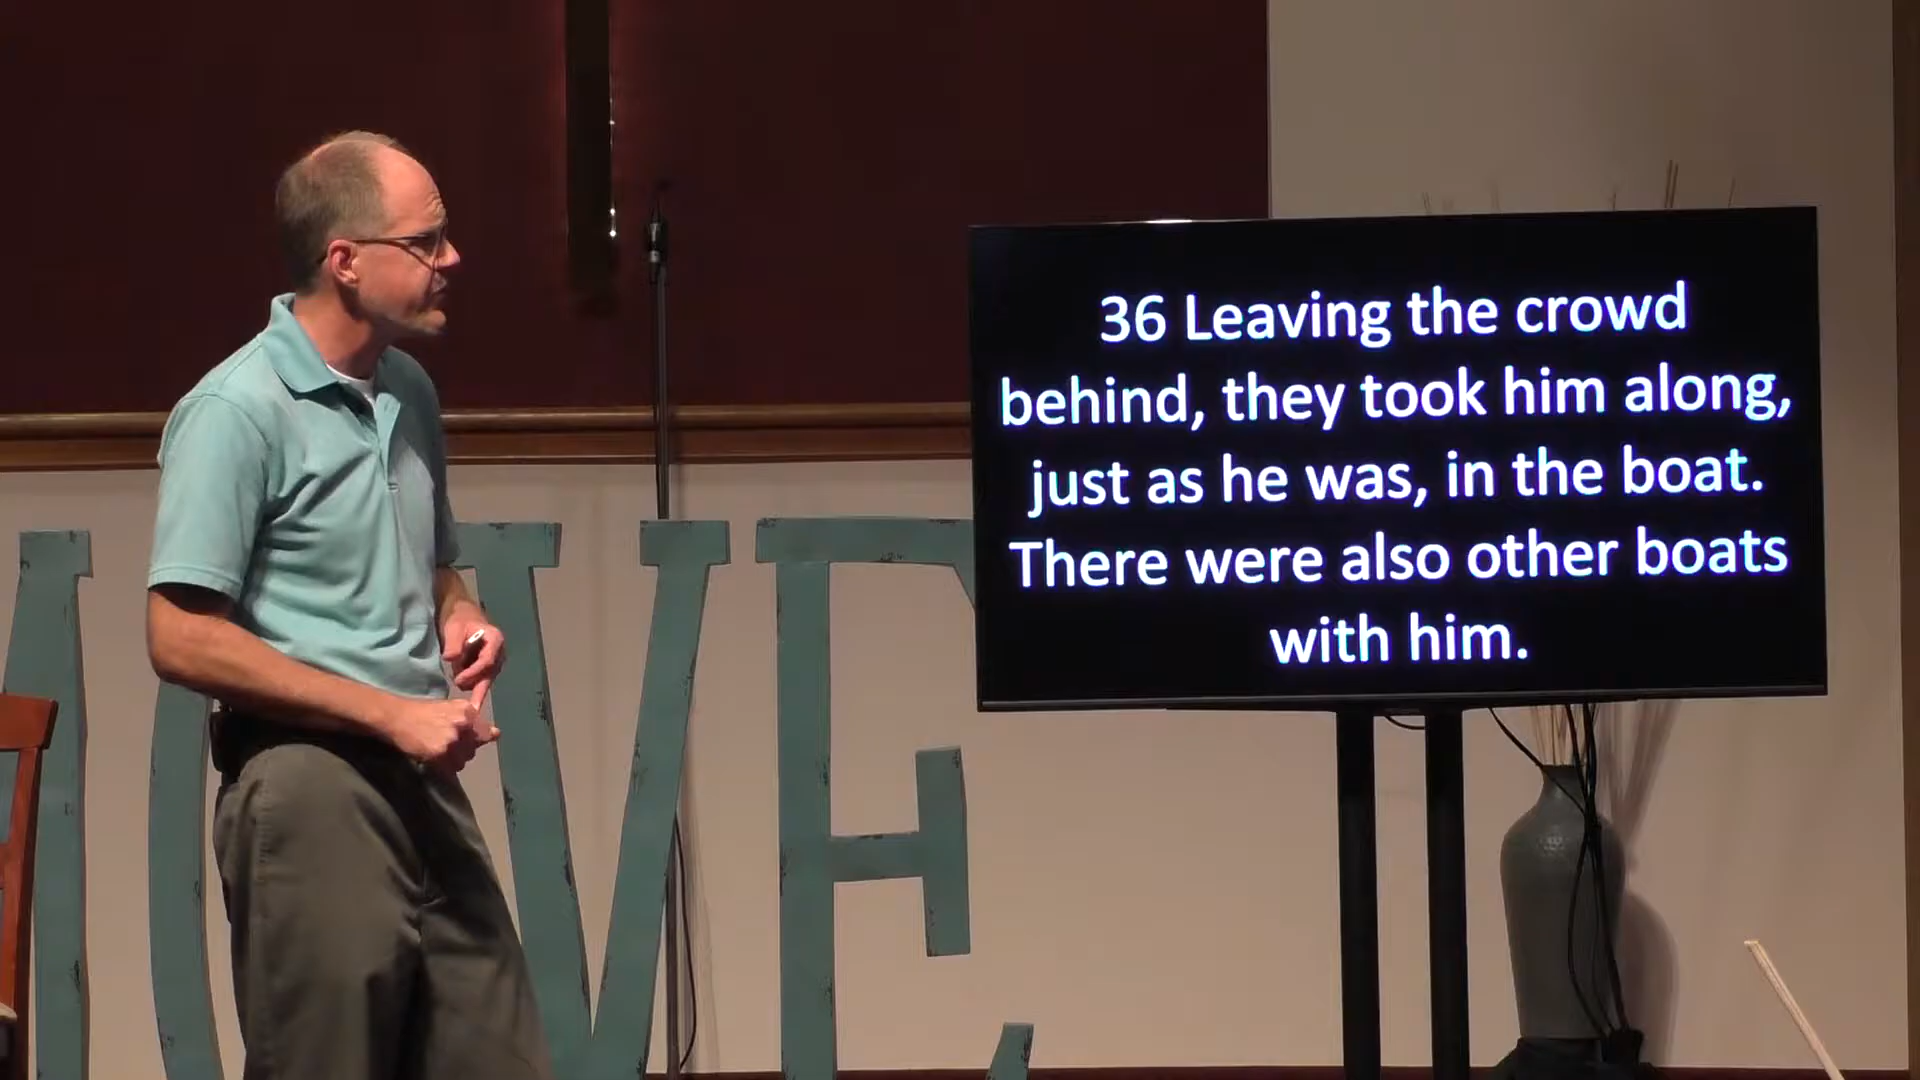 36 Leaving the crowd
behind, they took him along,
just as he was, in the boat.
There were also other boats
with him.
MOVE